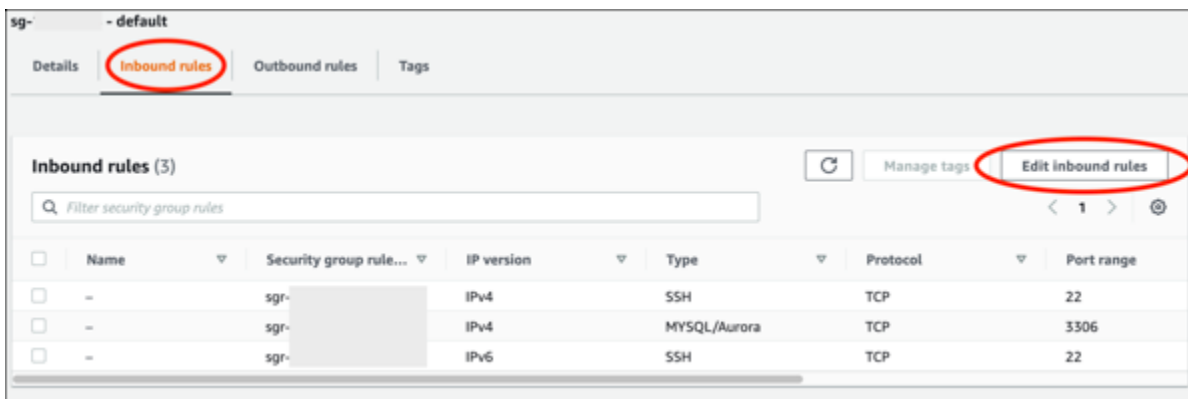 sg- - default
Details Inbound rules Outbound rules Tags
Inbound rules (3) Manage tags Edit inbound rules
Filter security group rules 1
Name Security group rule... IP version Type Protocol Port range
– sgr- IPv4 SSH TCP 22
– sgr- IPv4 MYSQL/Aurora TCP 3306
– sgr- IPv6 SSH TCP 22